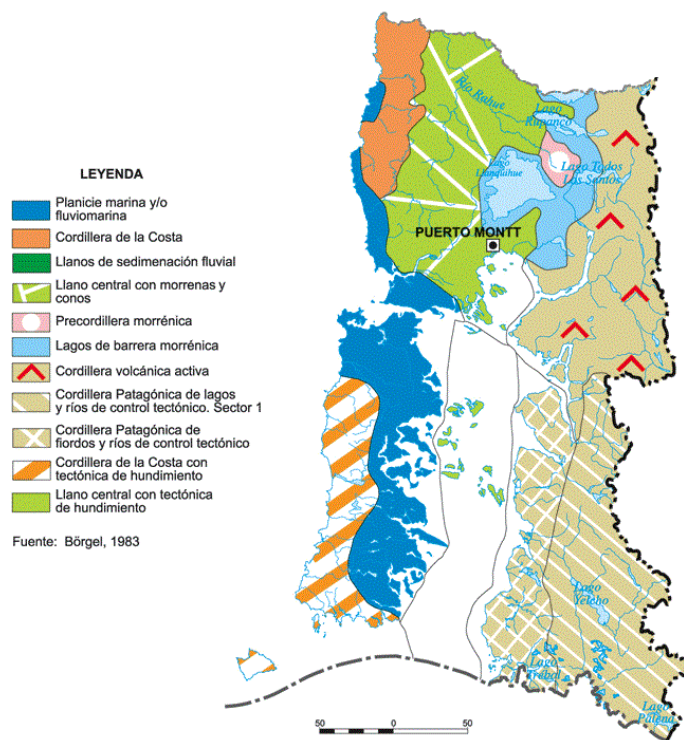 LEYENDA
Planicie marina y/o
fluviomarina
Cordillera de la Costa
Llanos de sedimenación fluvial
Llano central con morrenas y
conos
Precordillera morrénica
Lagos de barrera morrénica
Cordillera volcánica activa
Cordillera Patagónica de lagos
y ríos de control tectónico. Sector 1
Cordillera Patagónica de
fiordos y ríos de control tectónico
Cordillera de la Costa con
tectónica de hundimiento
Llano central con tectónica
de hundimiento
Fuente: Börgel, 1983
Río Rahue
Lago
Rupanco
Lago
Llanquihue
Lago Todos
Los Santos
PUERTO MONTT
Lago
Yelcho
Lago
Trébol
Lago
Palena
50 0 50